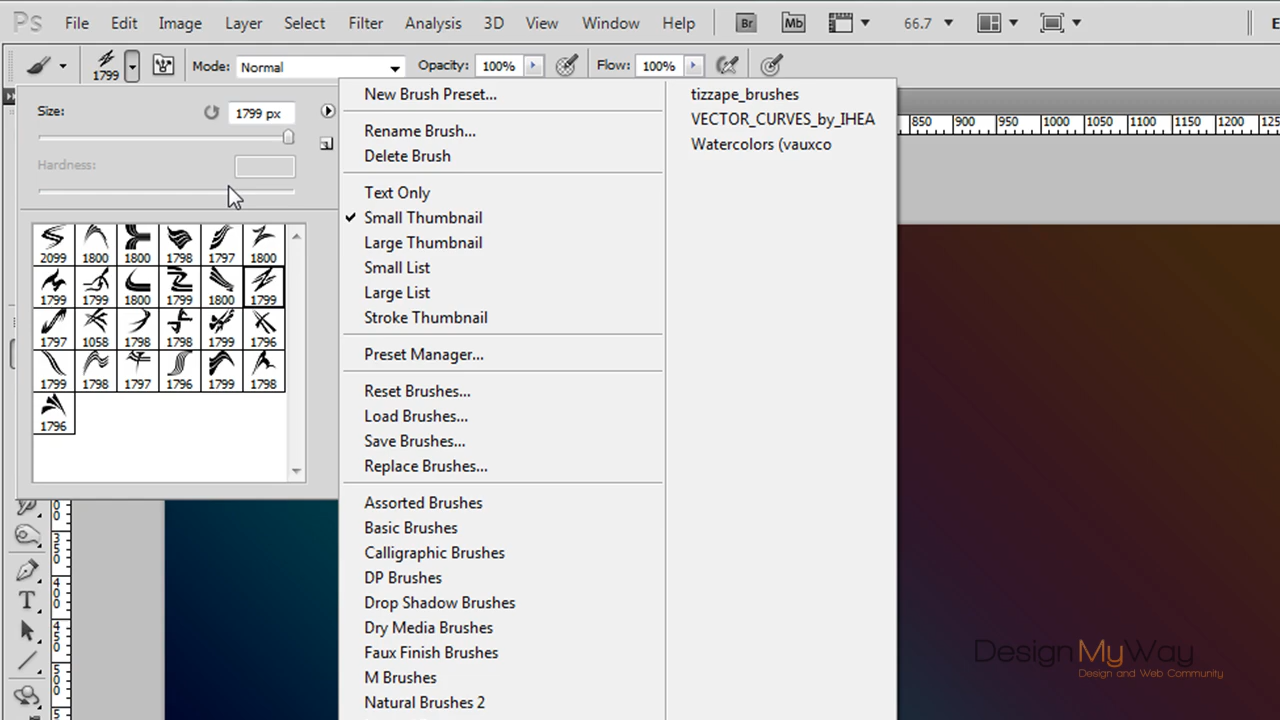 Ps File Edit Image Layer Select Filter Analysis 3D View Window Help Br Mb 66.7
1799 Mode: Normal Opacity: 100% Flow: 100%
Size: 1799 px
Hardness:
2099 1800 1800 1798 1797 1800
1799 1799 1800 1799 1800 1799
1797 1058 1798 1798 1799 1796
1799 1798 1797 1796 1799 1798
1796
New Brush Preset...
Rename Brush...
Delete Brush
Text Only
Small Thumbnail
Large Thumbnail
Small List
Large List
Stroke Thumbnail
Preset Manager...
Reset Brushes...
Load Brushes...
Save Brushes...
Replace Brushes...
Assorted Brushes
Basic Brushes
Calligraphic Brushes
DP Brushes
Drop Shadow Brushes
Dry Media Brushes
Faux Finish Brushes
M Brushes
Natural Brushes 2
tizzape_brushes
VECTOR_CURVES_by_IHEA
Watercolors (vauxco
850 900 950 1000 1050 1100 1150 1200 125
350
400
450
500
T
DesignMyWay
Design and Web Community